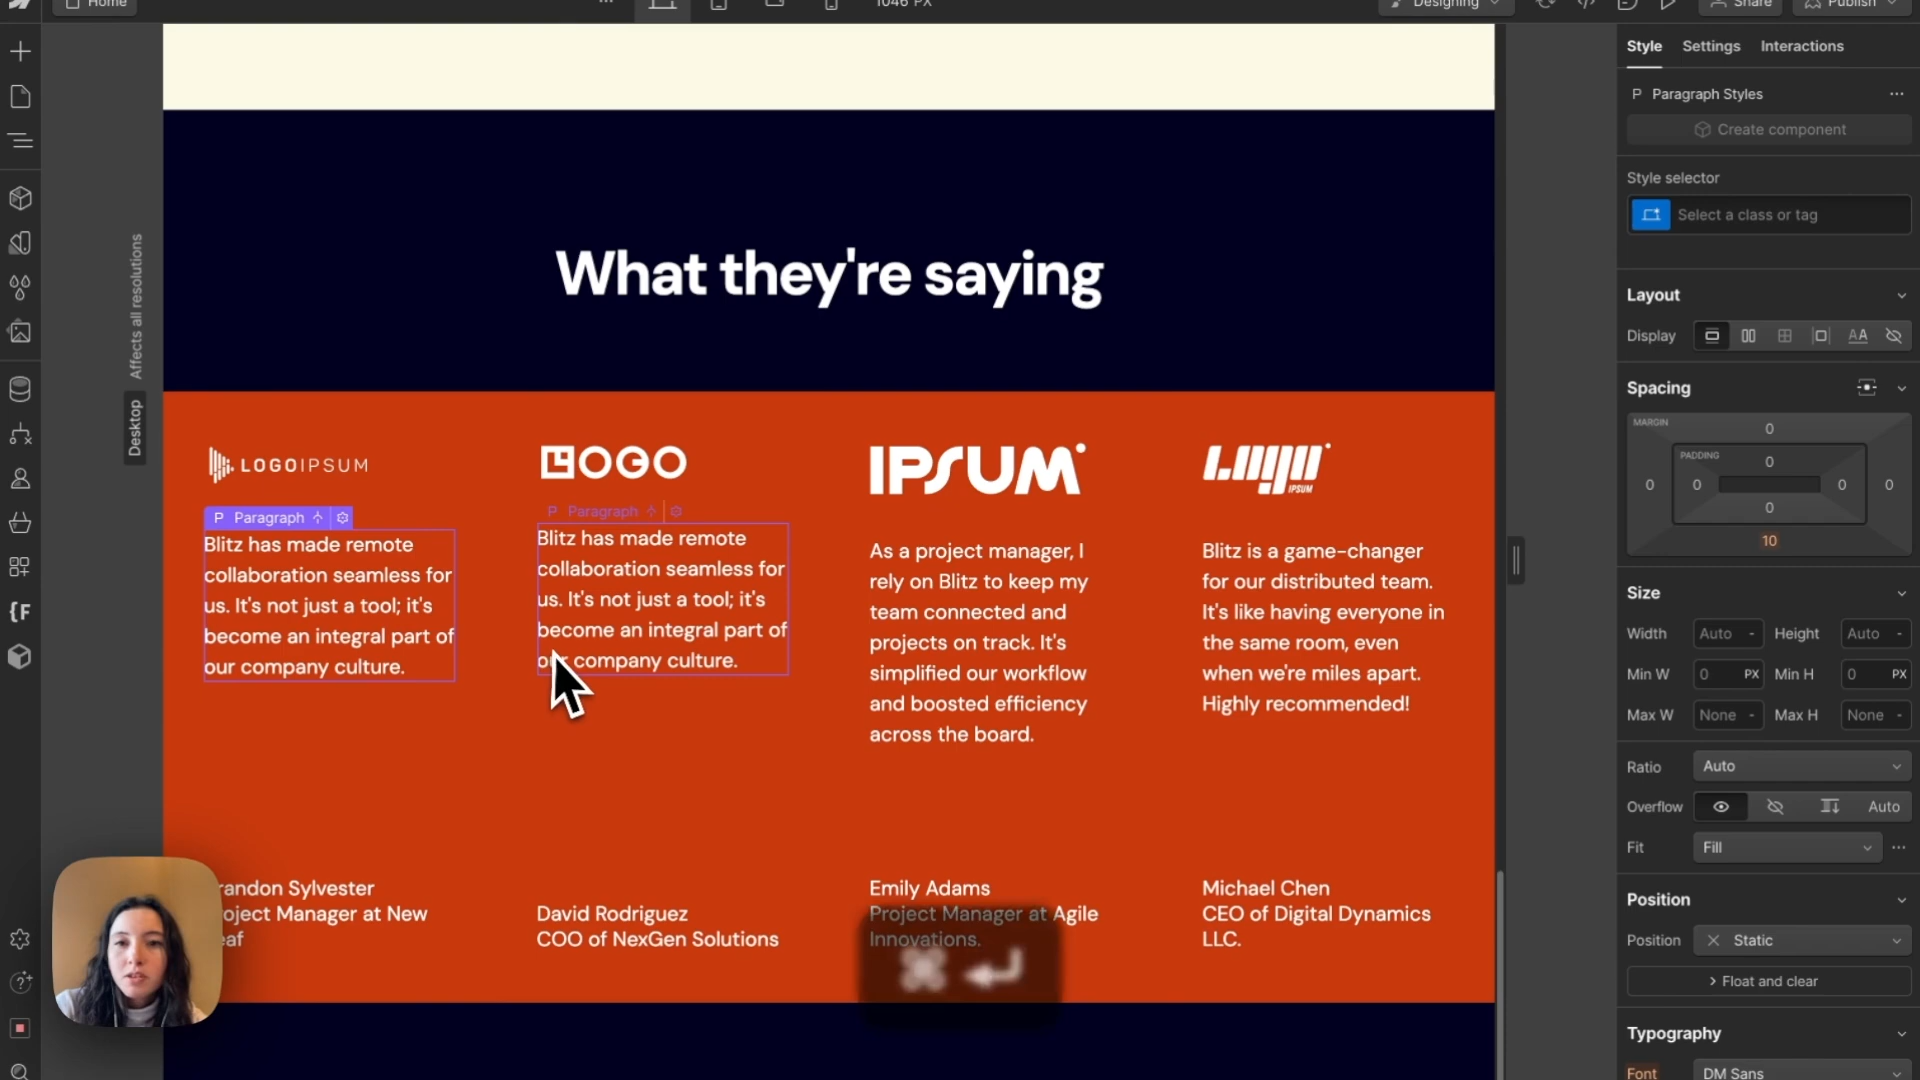 Home
1046 PX
Designing
Share
Publish
Affects all resolutions
Desktop
What they're saying
LOGOIPSUM
LOGO
IPSUM
Logo
IPSUM
Paragraph
Blitz has made remote
collaboration seamless for
us. It's not just a tool; it's
become an integral part of
our company culture.
Paragraph
Blitz has made remote
collaboration seamless for
us. It's not just a tool; it's
become an integral part of
our company culture.
As a project manager, I
rely on Blitz to keep my
team connected and
projects on track. It's
simplified our workflow
and boosted efficiency
across the board.
Blitz is a game-changer
for our distributed team.
It's like having everyone in
the same room, even
when we're miles apart.
Highly recommended!
randon Sylvester
oject Manager at New
eaf
David Rodriguez
COO of NexGen Solutions
Emily Adams
Project Manager at Agile
Innovations.
Michael Chen
CEO of Digital Dynamics
LLC.
⌘ ↵
Style Settings Interactions
P Paragraph Styles
Create component
Style selector
Select a class or tag
Layout
Display
AA
Spacing
MARGIN
0
PADDING
0
0 0 0 0
0
10
Size
Width Auto - Height Auto -
Min W 0 PX Min H 0 PX
Max W None - Max H None -
Ratio Auto
Overflow Auto
Fit Fill
Position
Position Static
Float and clear
Typography
Font DM Sans